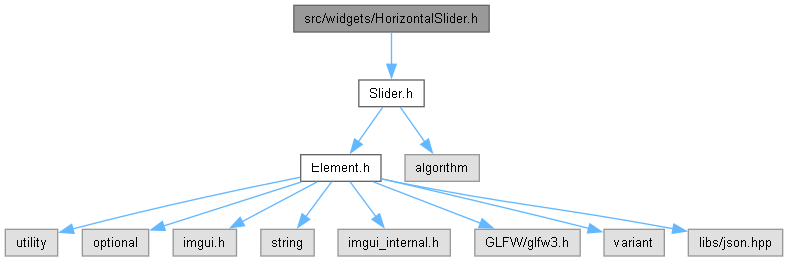 src/widgets/HorizontalSlider.h
Slider.h
Element.h
algorithm
utility
optional
imgui.h
string
imgui_internal.h
GLFW/glfw3.h
variant
libs/json.hpp